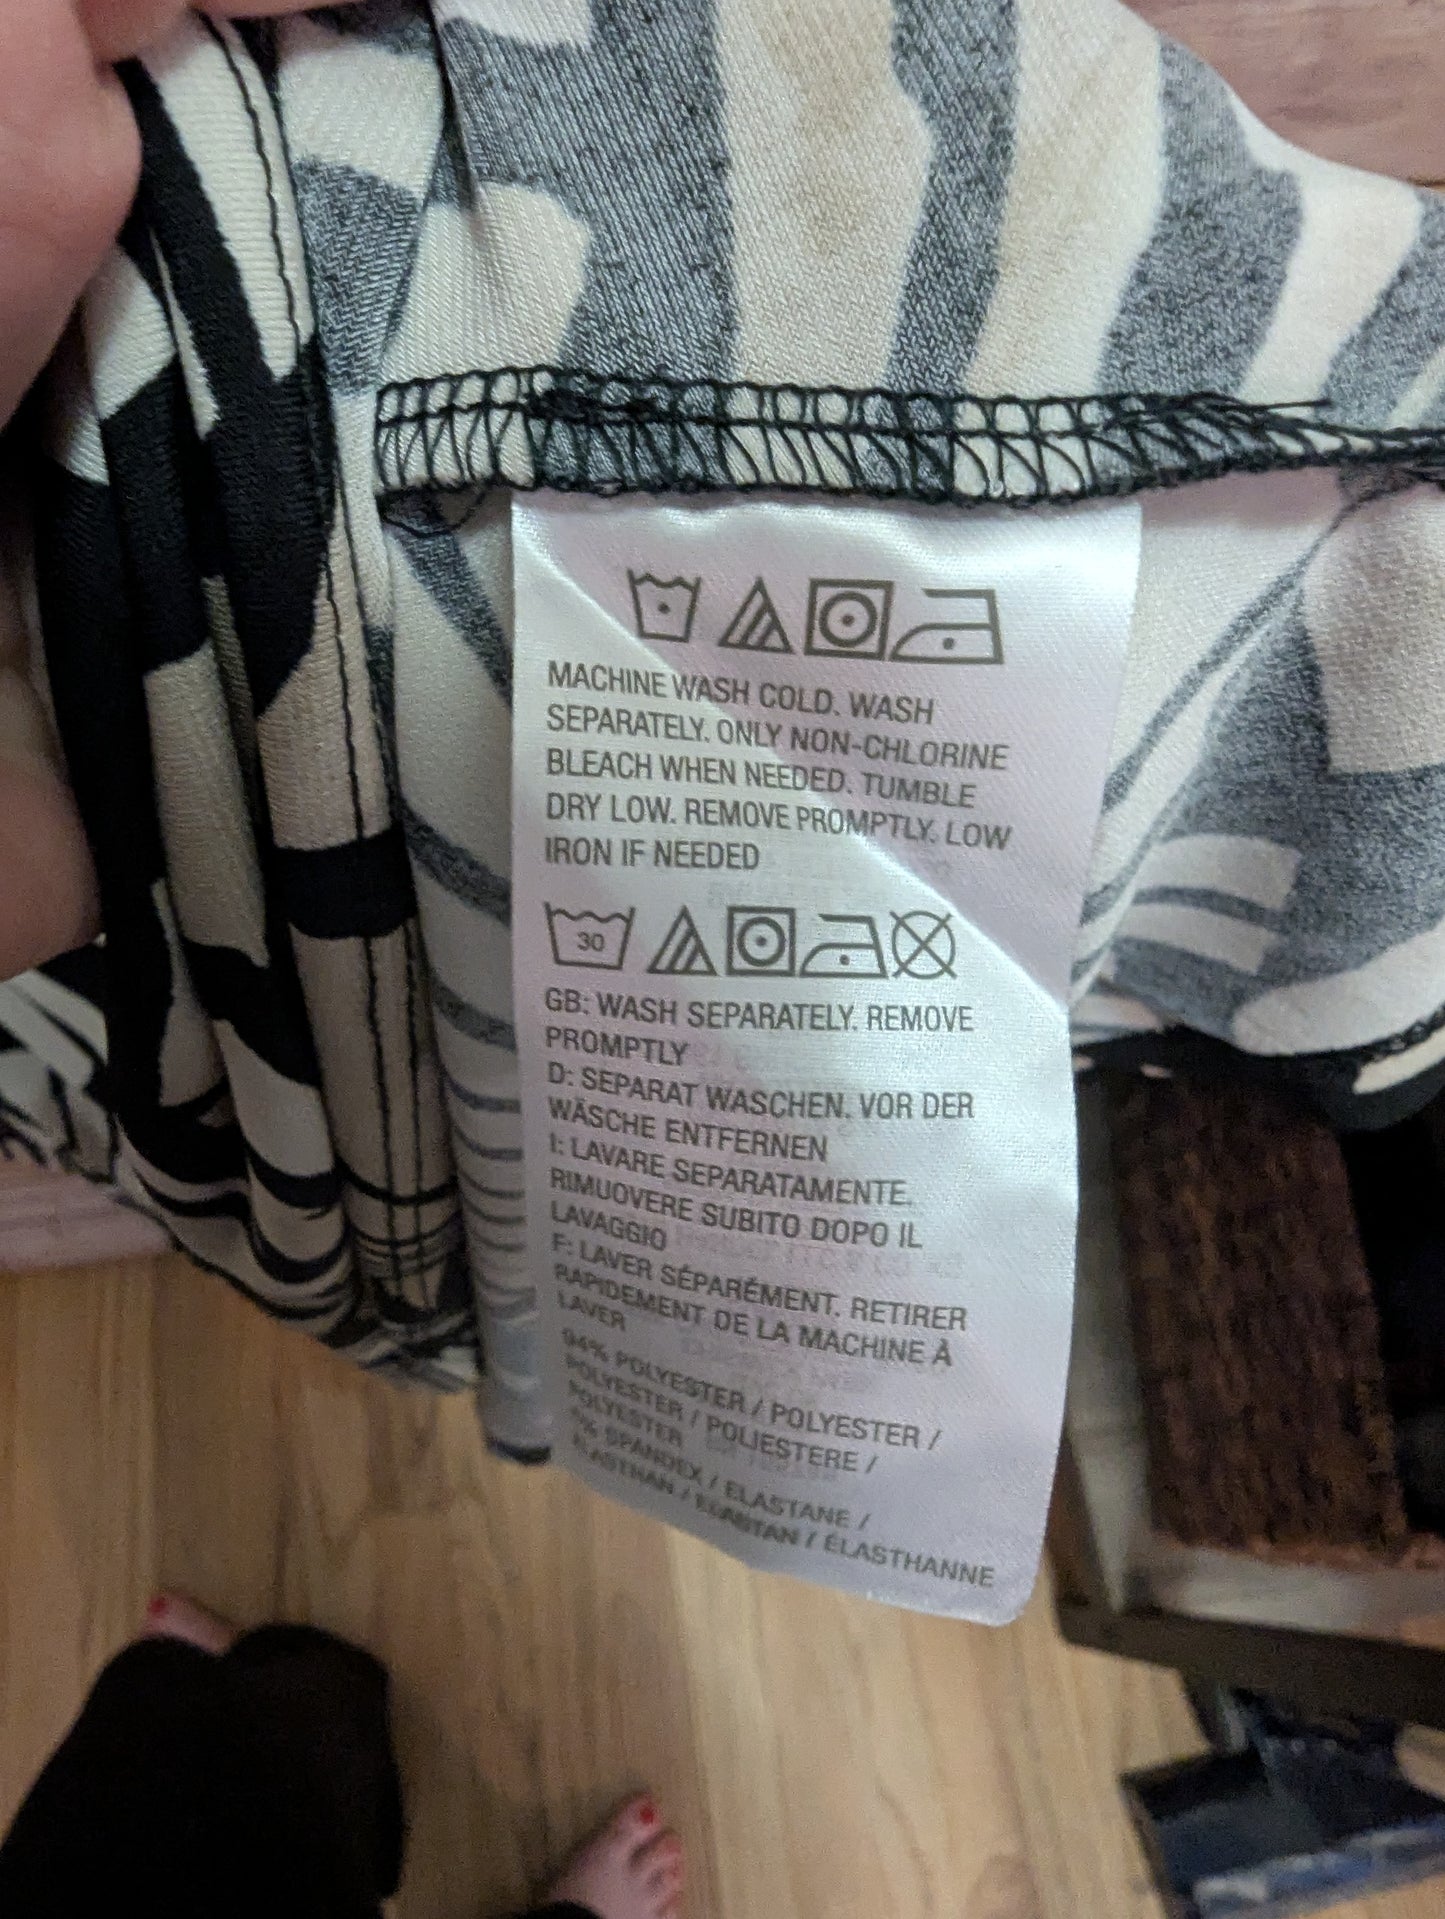 MACHINE WASH COLD. WASH
SEPARATELY. ONLY NON-CHLORINE
BLEACH WHEN NEEDED. TUMBLE
DRY LOW. REMOVE PROMPTLY. LOW
IRON IF NEEDED
30
GB: WASH SEPARATELY. REMOVE
PROMPTLY
D: SEPARAT WASCHEN. VOR DER
WÄSCHE ENTFERNEN
I: LAVARE SEPARATAMENTE.
RIMUOVERE SUBITO DOPO IL
LAVAGGIO
F: LAVER SÉPARÉMENT. RETIRER
RAPIDEMENT DE LA MACHINE À
LAVER
94% POLYESTER / POLYESTER /
POLYESTER / POLIESTERE /
POLYESTER
6% SPANDEX / ELASTANE /
ELASTHAN / ELASTAN / ÉLASTHANNE